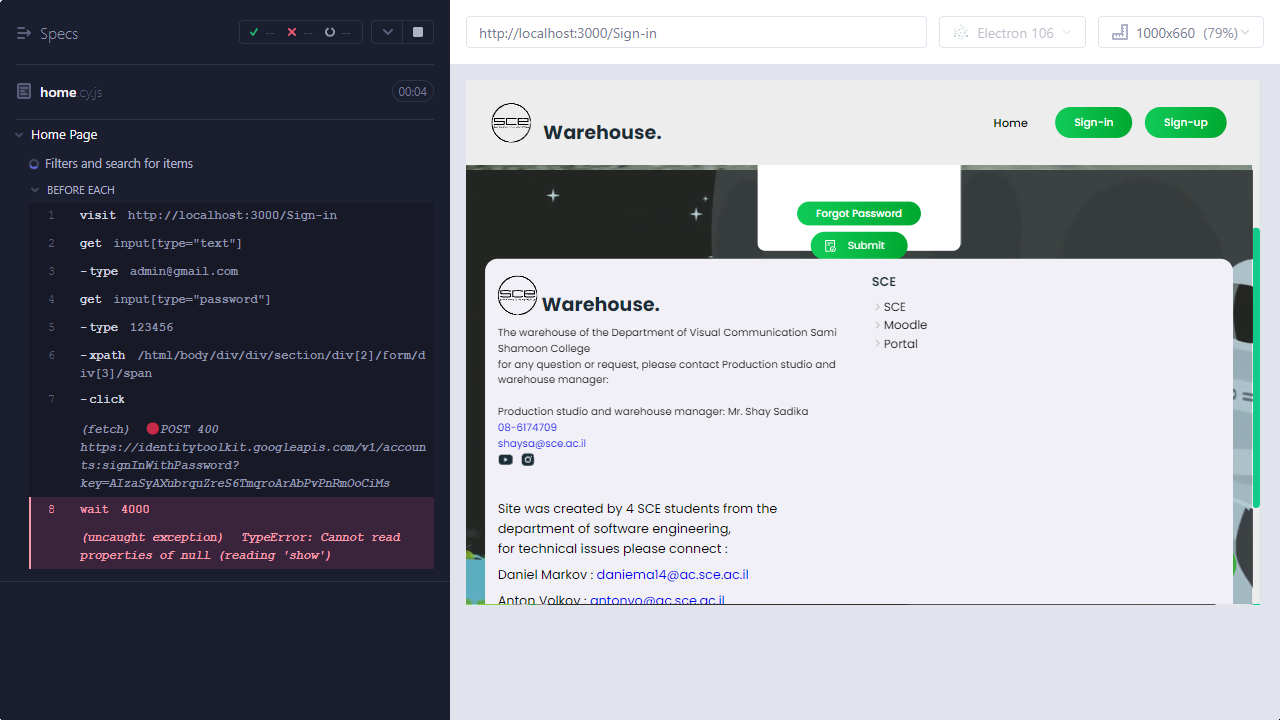 Specs
-- -- --
home.cy.js
00:04
Home Page
Filters and search for items
BEFORE EACH
1 visit http://localhost:3000/Sign-in
2 get input[type="text"]
3 -type admin@gmail.com
4 get input[type="password"]
5 -type 123456
6 -xpath /html/body/div/div/section/div[2]/form/d
iv[3]/span
7 -click
(fetch) POST 400
https://identitytoolkit.googleapis.com/v1/accoun
ts:signInWithPassword?
key=AIzaSyAXubrquZreS6TmqroArAbPvPnRmOoCiMs
8 wait 4000
(uncaught exception) TypeError: Cannot read
properties of null (reading 'show')
http://localhost:3000/Sign-in
Electron 106
1000x660 (79%)
SCE
Warehouse.
Home
Sign-in
Sign-up
Forgot Password
Submit
SCE
Warehouse.
The warehouse of the Department of Visual Communication Sami
Shamoon College
for any question or request, please contact Production studio and
warehouse manager:
Production studio and warehouse manager: Mr. Shay Sadika
08-6174709
shaysa@sce.ac.il
SCE
SCE
Moodle
Portal
Site was created by 4 SCE students from the
department of software engineering,
for technical issues please connect :
Daniel Markov : daniema14@ac.sce.ac.il
Anton Volkov : antonvo@ac.sce.ac.il